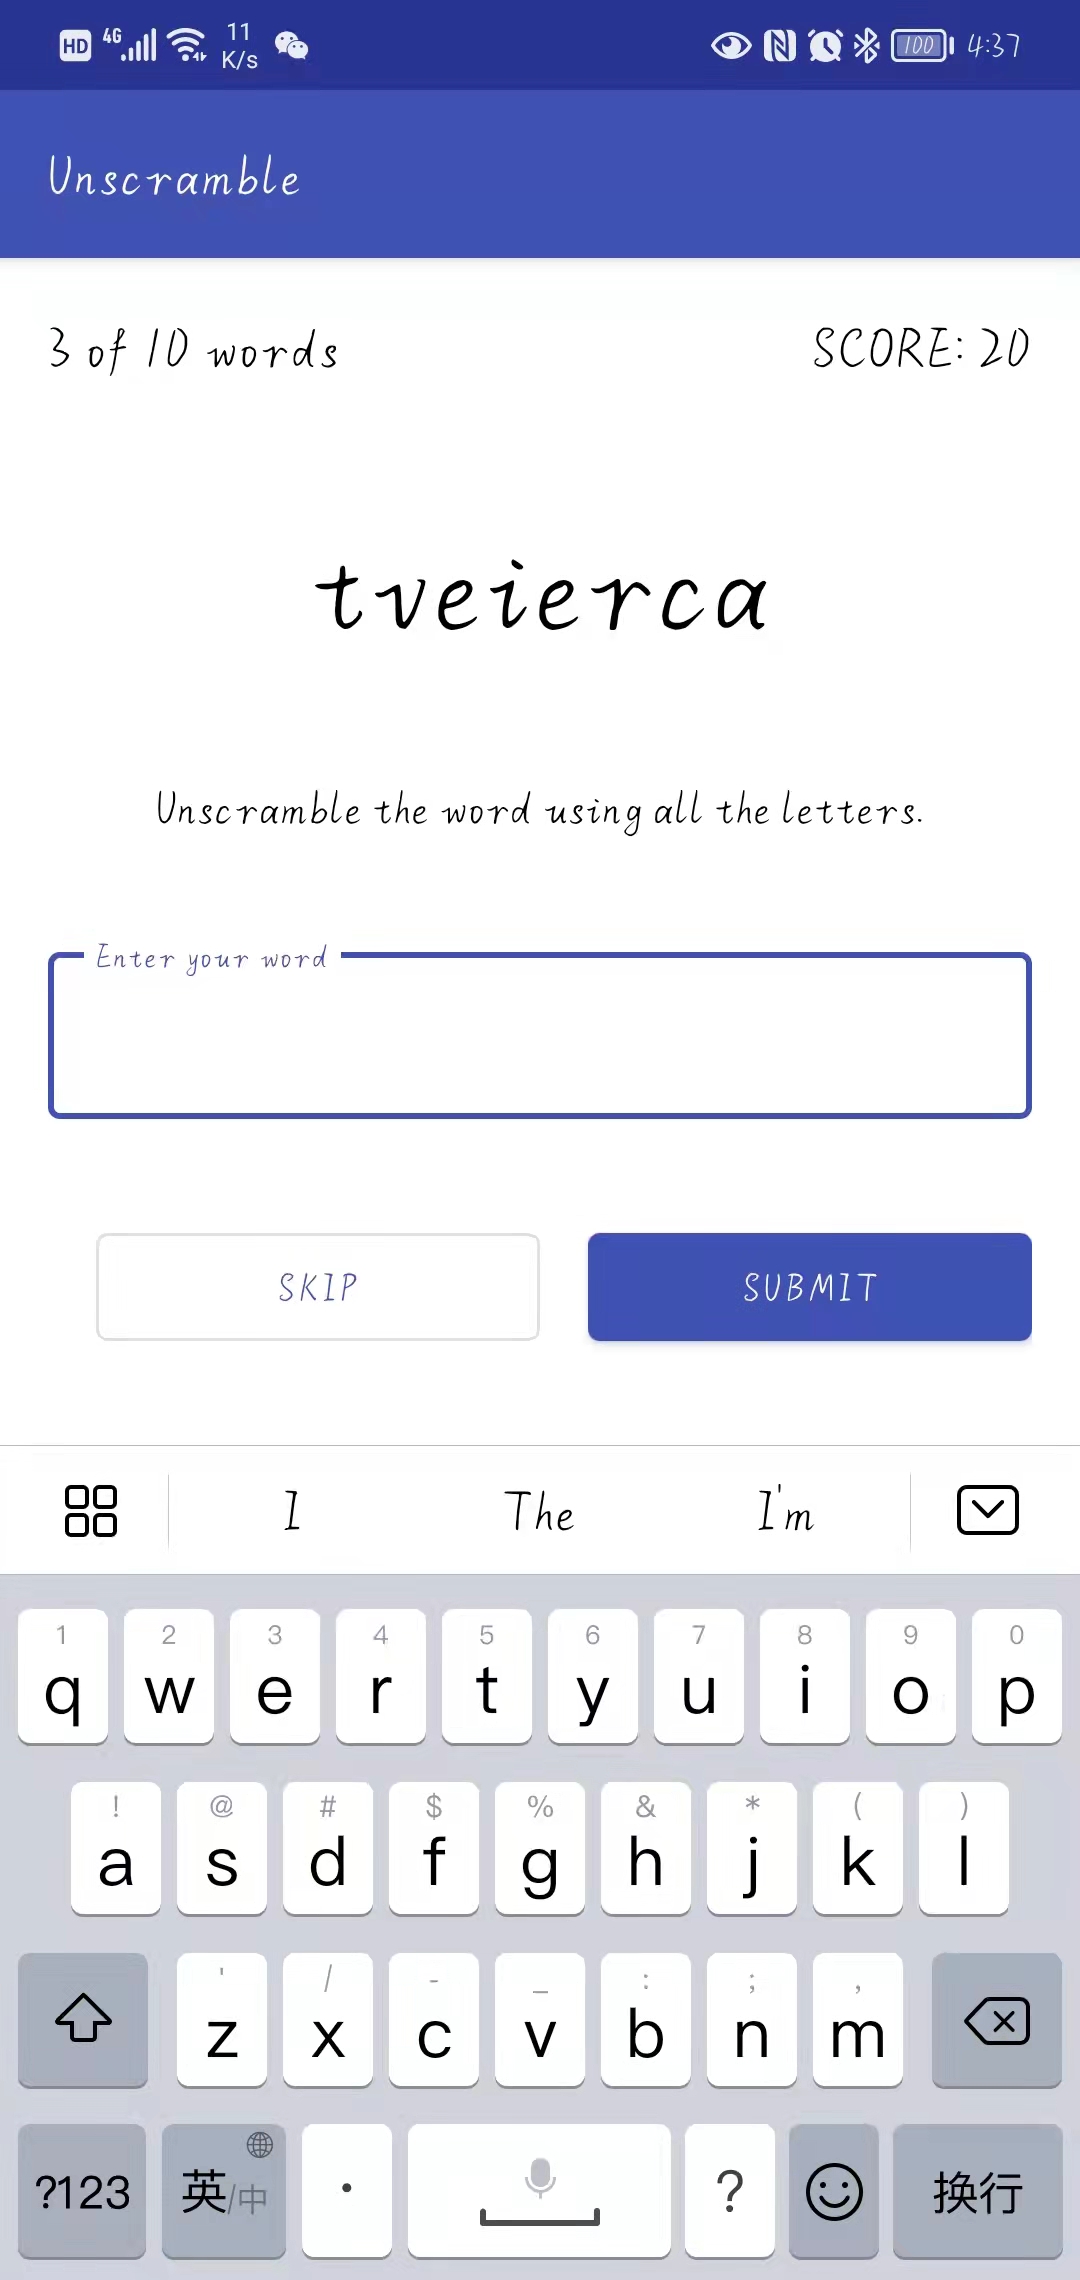 HD 4G 11 K/s 100 4:37
Unscramble
3 of 10 words SCORE: 20
tveierca
Unscramble the word using all the letters.
Enter your word
SKIP SUBMIT
I The I'm
1 2 3 4 5 6 7 8 9 0
q w e r t y u i o p
! @ # $ % & * ( )
a s d f g h j k l
' / - _ : ; ,
z x c v b n m
?123 英/中 . ? 换行